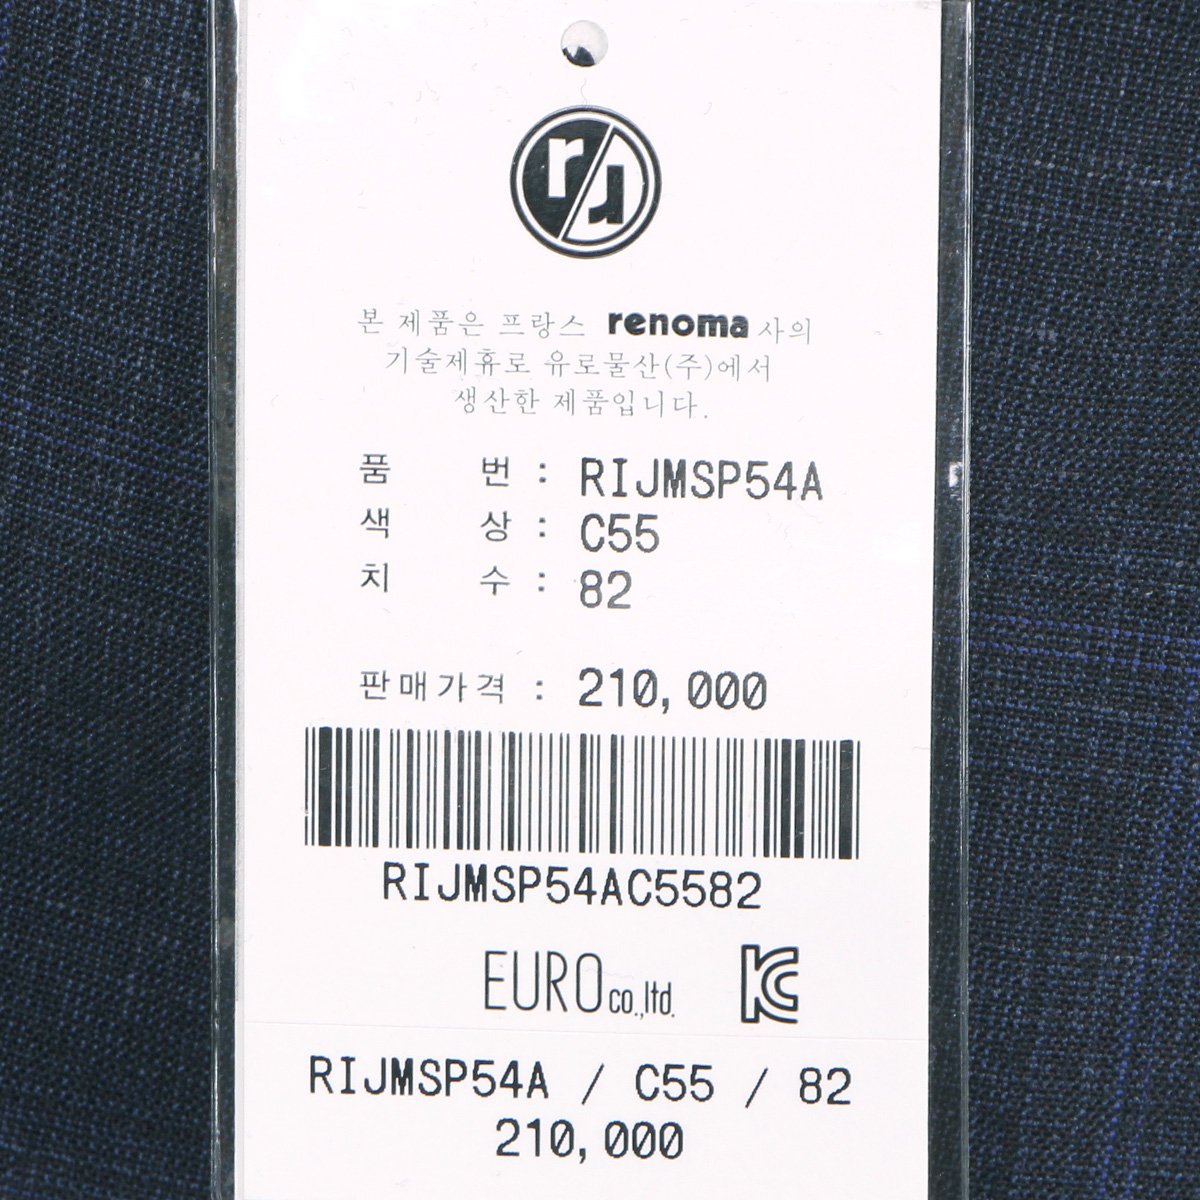 r r
본 제품은 프랑스 renoma 사의
기술제휴로 유로물산(주)에서
생산한 제품입니다.
품 번 : RIJMSP54A
색 상 : C55
치 수 : 82
판매가격 : 210,000
RIJMSP54AC5582
EURO co.,ltd. KC
RIJMSP54A / C55 / 82
210,000